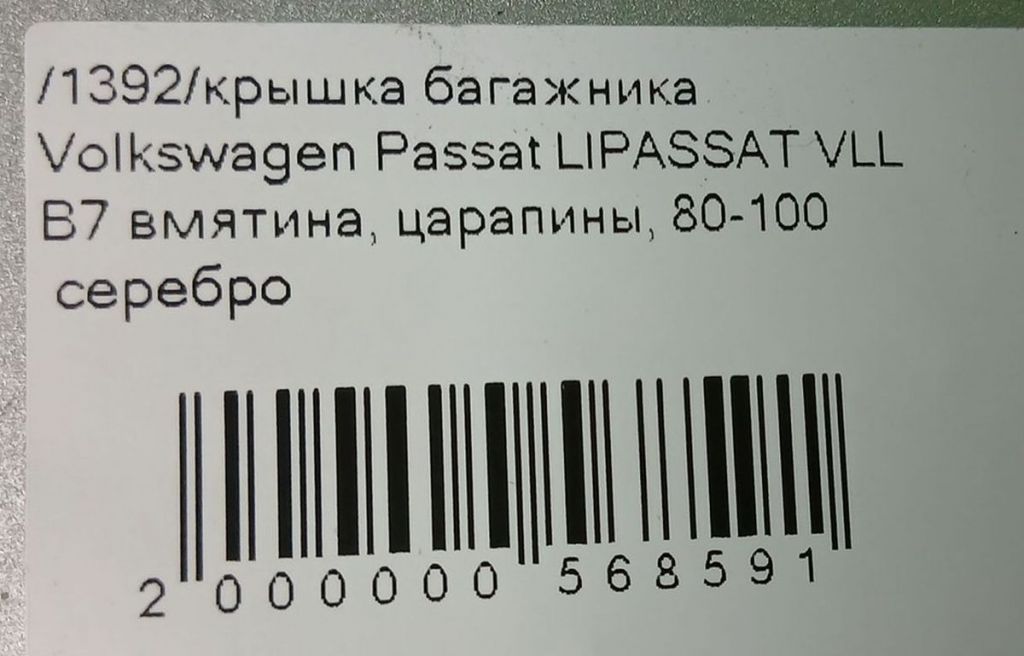 /1392/крышка багажника
Volkswagen Passat LIPASSAT VLL
B7 вмятина, царапины, 80-100
серебро
2 000000 568591